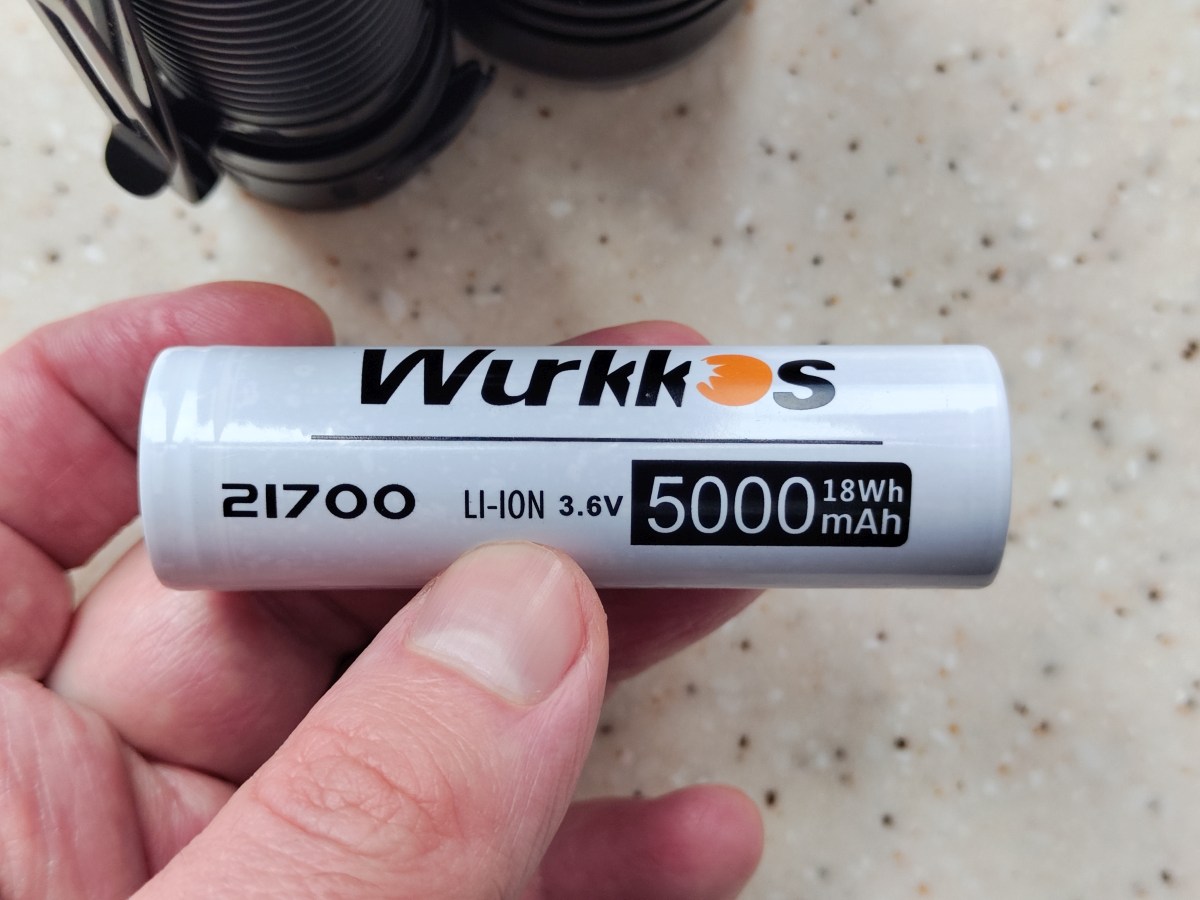 Wurkkos
21700 LI-ION 3.6V 5000 18Wh
mAh